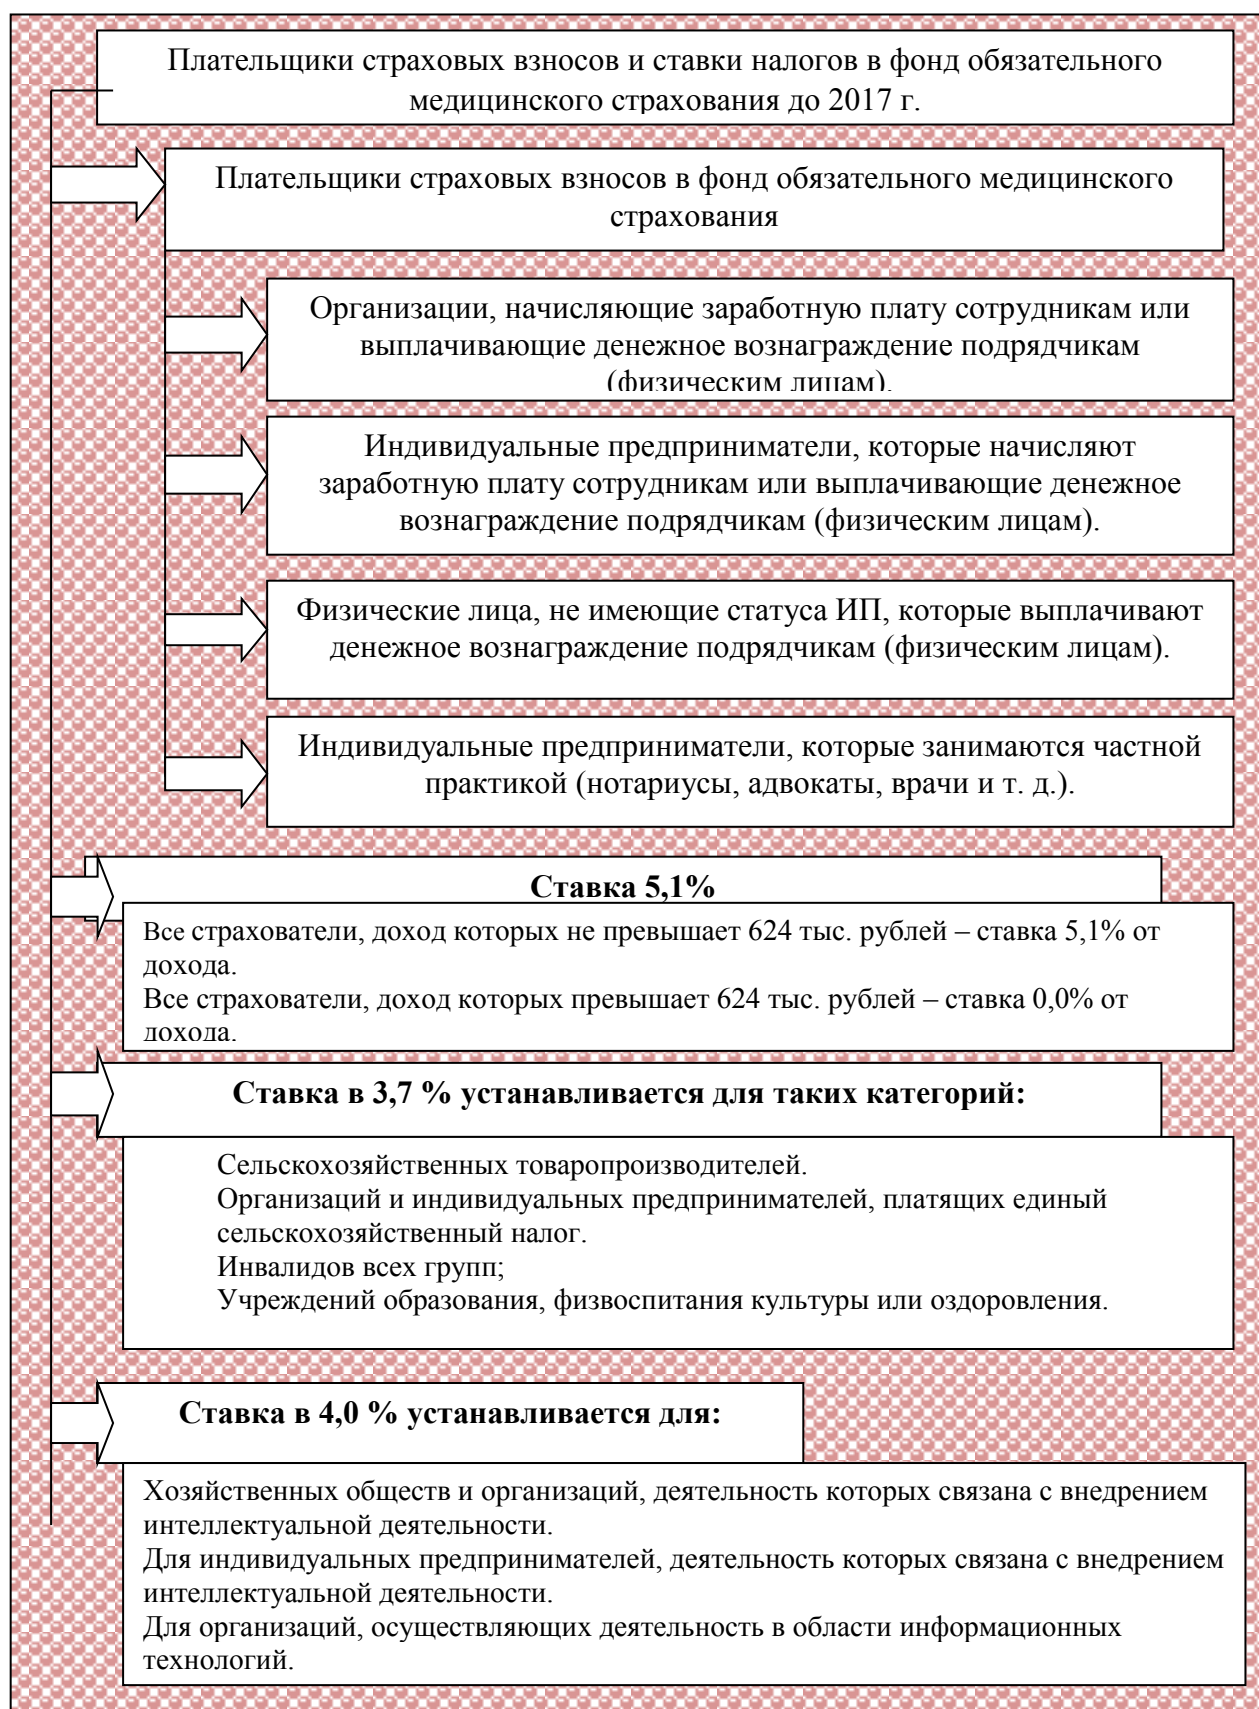 Плательщики страховых взносов и ставки налогов в фонд обязательного
медицинского страхования до 2017 г.
Плательщики страховых взносов в фонд обязательного медицинского
страхования
Организации, начисляющие заработную плату сотрудникам или
выплачивающие денежное вознаграждение подрядчикам
(физическим лицам).
Индивидуальные предприниматели, которые начисляют
заработную плату сотрудникам или выплачивающие денежное
вознаграждение подрядчикам (физическим лицам).
Физические лица, не имеющие статуса ИП, которые выплачивают
денежное вознаграждение подрядчикам (физическим лицам).
Индивидуальные предприниматели, которые занимаются частной
практикой (нотариусы, адвокаты, врачи и т. д.).
Ставка 5,1%
Все страхователи, доход которых не превышает 624 тыс. рублей – ставка 5,1% от
дохода.
Все страхователи, доход которых превышает 624 тыс. рублей – ставка 0,0% от
дохода.
Ставка в 3,7 % устанавливается для таких категорий:
Сельскохозяйственных товаропроизводителей.
Организаций и индивидуальных предпринимателей, платящих единый
сельскохозяйственный налог.
Инвалидов всех групп;
Учреждений образования, физвоспитания культуры или оздоровления.
Ставка в 4,0 % устанавливается для:
Хозяйственных обществ и организаций, деятельность которых связана с внедрением
интеллектуальной деятельности.
Для индивидуальных предпринимателей, деятельность которых связана с внедрением
интеллектуальной деятельности.
Для организаций, осуществляющих деятельность в области информационных
технологий.